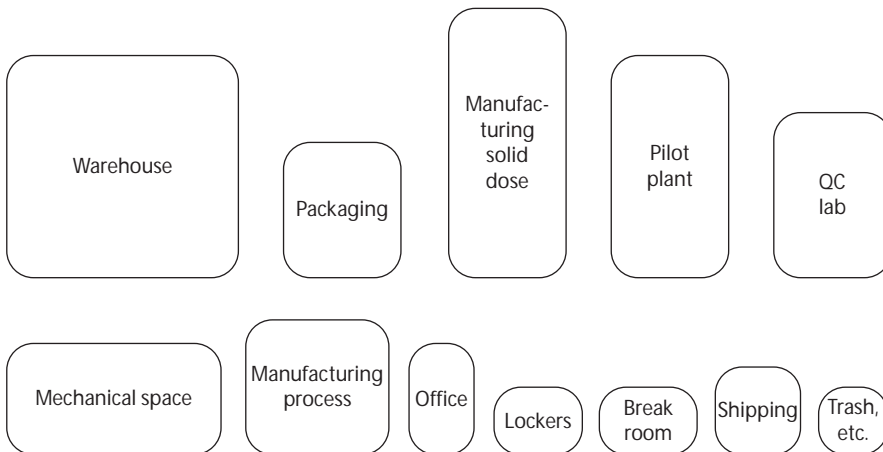 Warehouse
Packaging
Manufac-
turing
solid
dose
Pilot
plant
QC
lab
Mechanical space
Manufacturing
process
Office
Lockers
Break
room
Shipping
Trash,
etc.